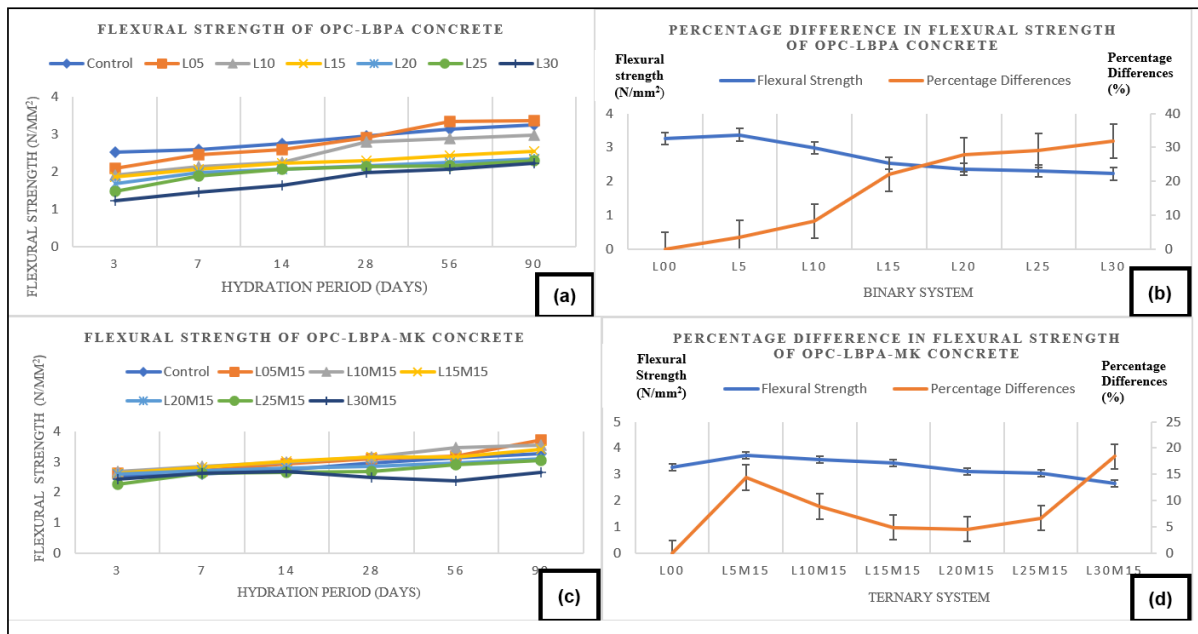 FLEXURAL STRENGTH OF OPC-LBPA CONCRETE
Control L05 L10 L15 L20 L25 L30
FLEXURAL STRENGTH (N/MM²)
4
3
2
1
0
3 7 14 28 56 90
HYDRATION PERIOD (DAYS)
(a)
PERCENTAGE DIFFERENCE IN FLEXURAL STRENGTH
OF OPC-LBPA CONCRETE
Flexural
strength
(N/mm²)
Flexural Strength Percentage Differences
Percentage
Differences
(%)
4
3
2
1
0
40
30
20
10
0
L00 L5 L10 L15 L20 L25 L30
BINARY SYSTEM
(b)
FLEXURAL STRENGTH OF OPC-LBPA-MK CONCRETE
Control L05M15 L10M15 L15M15
L20M15 L25M15 L30M15
FLEXURAL STRENGTH (N/MM²)
4
3
2
1
0
3 7 14 28 56 90
HYDRATION PERIOD (DAYS)
(c)
PERCENTAGE DIFFERENCE IN FLEXURAL STRENGTH
OF OPC-LBPA-MK CONCRETE
Flexural
Strength
(N/mm²)
Flexural Strength Percentage Differences
Percentage
Differences
(%)
5
4
3
2
1
0
25
20
15
10
5
0
L00 L5M15 L10M15 L15M15 L20M15 L25M15 L30M15
TERNARY SYSTEM
(d)